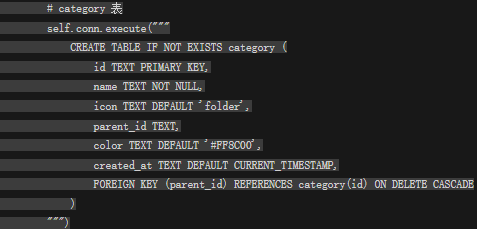 # category 表
self.conn.execute("""
CREATE TABLE IF NOT EXISTS category (
id TEXT PRIMARY KEY,
name TEXT NOT NULL,
icon TEXT DEFAULT 'folder',
parent_id TEXT,
color TEXT DEFAULT '#FF8C00',
created_at TEXT DEFAULT CURRENT_TIMESTAMP,
FOREIGN KEY (parent_id) REFERENCES category(id) ON DELETE CASCADE
)
""")